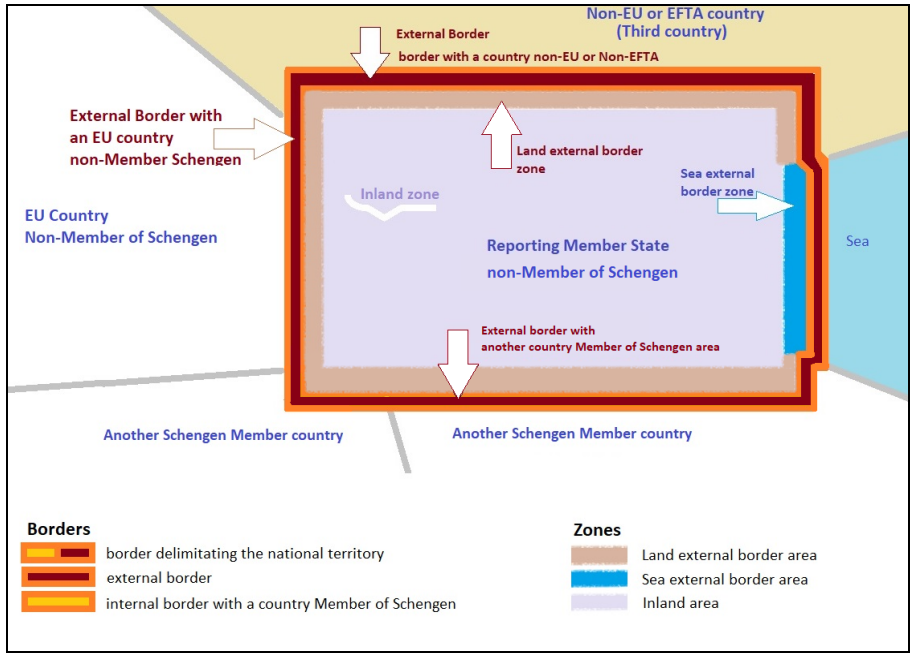 Non-EU or EFTA country
(Third country)
External Border
border with a country non-EU or Non-EFTA
External Border with
an EU country
non-Member Schengen
Land external border
zone
Sea external
border zone
Inland zone
EU Country
Non-Member of Schengen
Reporting Member State
non-Member of Schengen
Sea
External border with
another country Member of Schengen area
Another Schengen Member country
Another Schengen Member country
Borders
border delimitating the national territory
external border
internal border with a country Member of Schengen
Zones
Land external border area
Sea external border area
Inland area